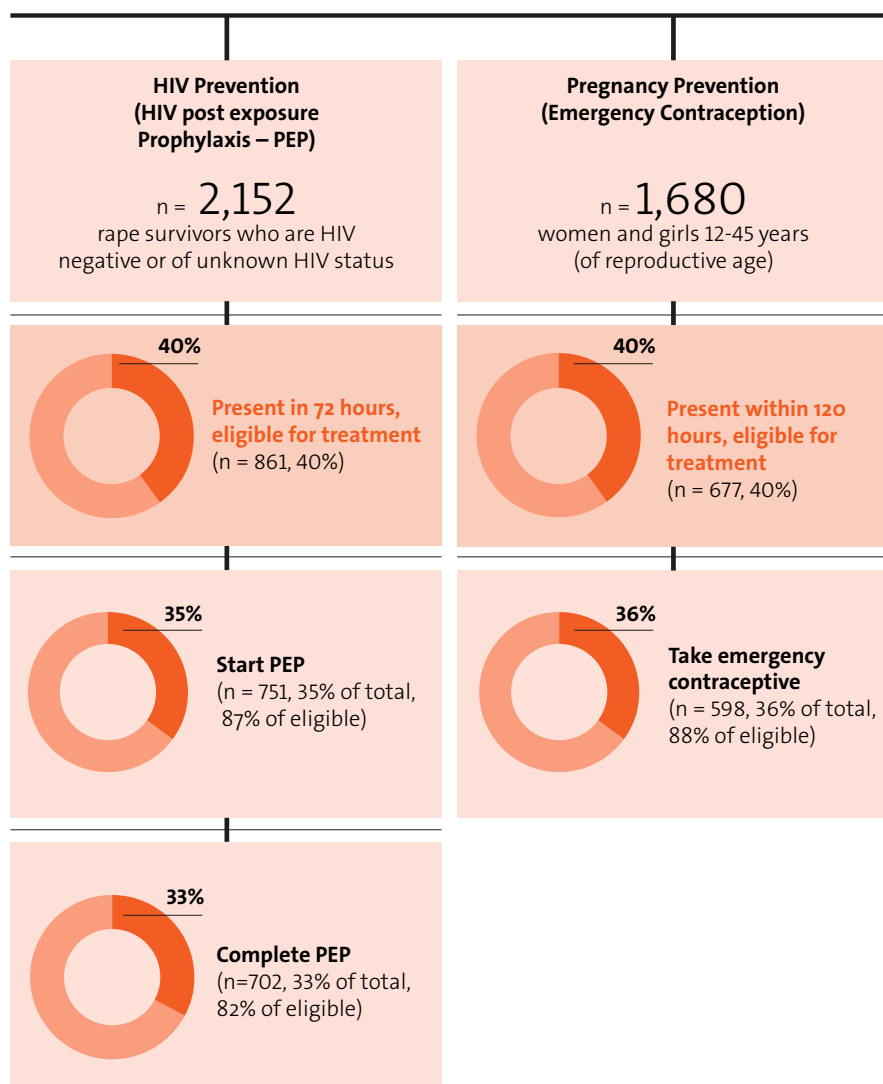 HIV Prevention
(HIV post exposure
Prophylaxis – PEP)
n = 2,152
rape survivors who are HIV
negative or of unknown HIV status
40%
Present in 72 hours,
eligible for treatment
(n = 861, 40%)
35%
Start PEP
(n = 751, 35% of total,
87% of eligible)
33%
Complete PEP
(n=702, 33% of total,
82% of eligible)
Pregnancy Prevention
(Emergency Contraception)
n = 1,680
women and girls 12-45 years
(of reproductive age)
40%
Present within 120
hours, eligible for
treatment
(n = 677, 40%)
36%
Take emergency
contraceptive
(n = 598, 36% of total,
88% of eligible)